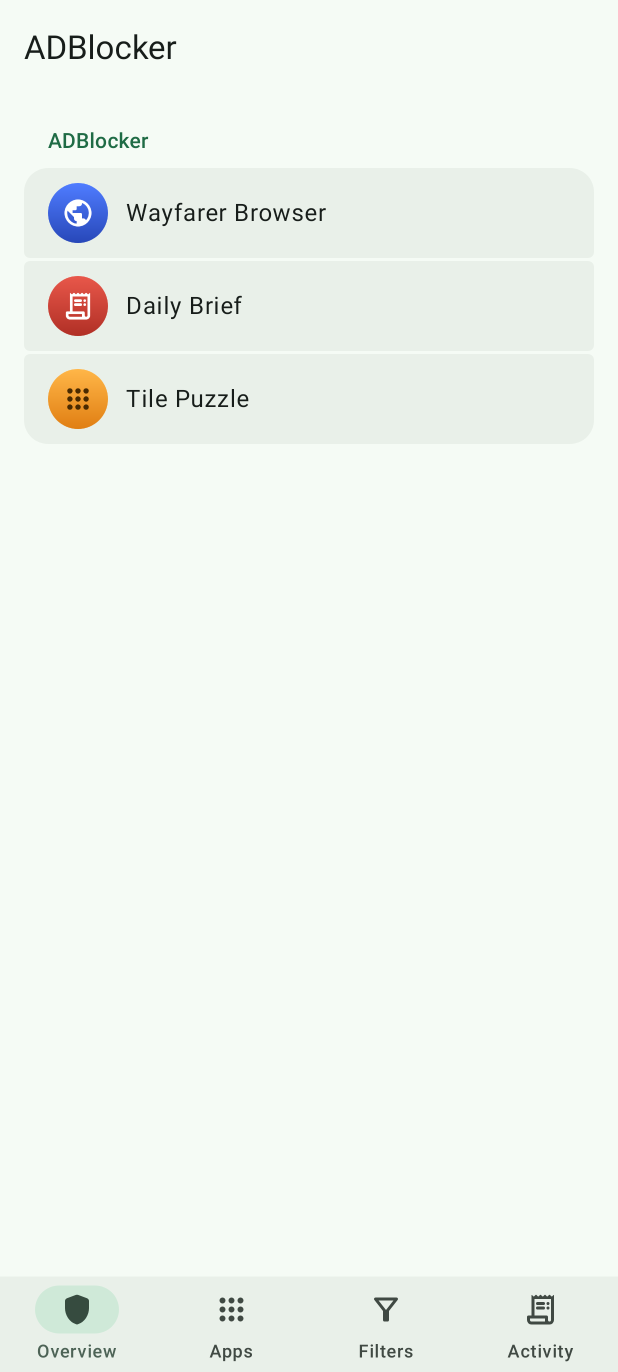 ADBlocker
ADBlocker
Wayfarer Browser
Daily Brief
Tile Puzzle
Overview
Apps
Filters
Activity